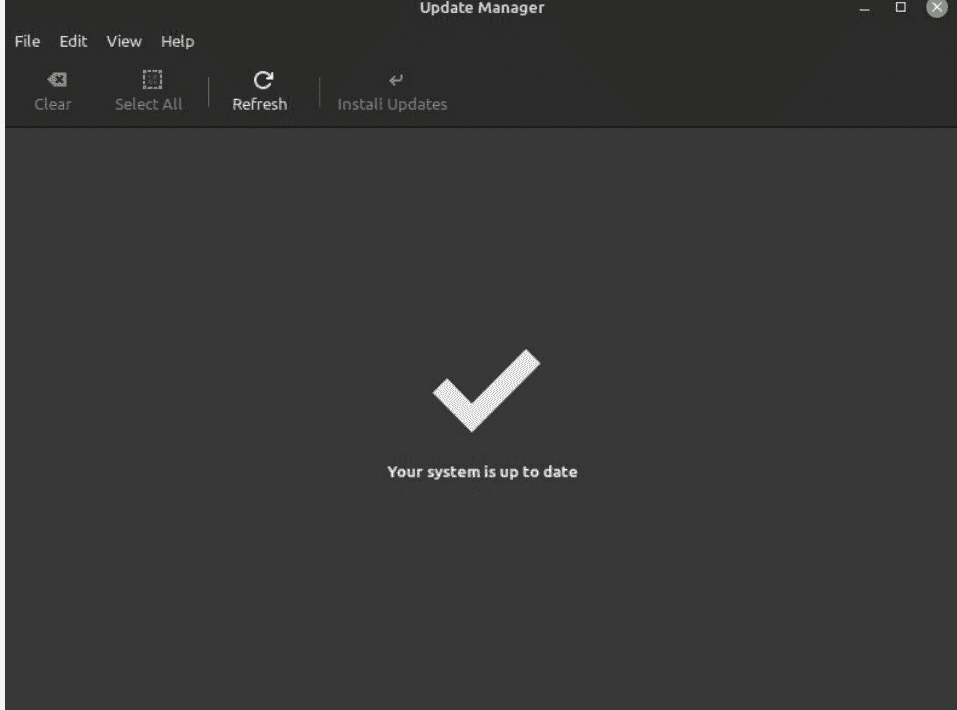 Update Manager
File Edit View Help
Clear Select All Refresh Install Updates
Your system is up to date